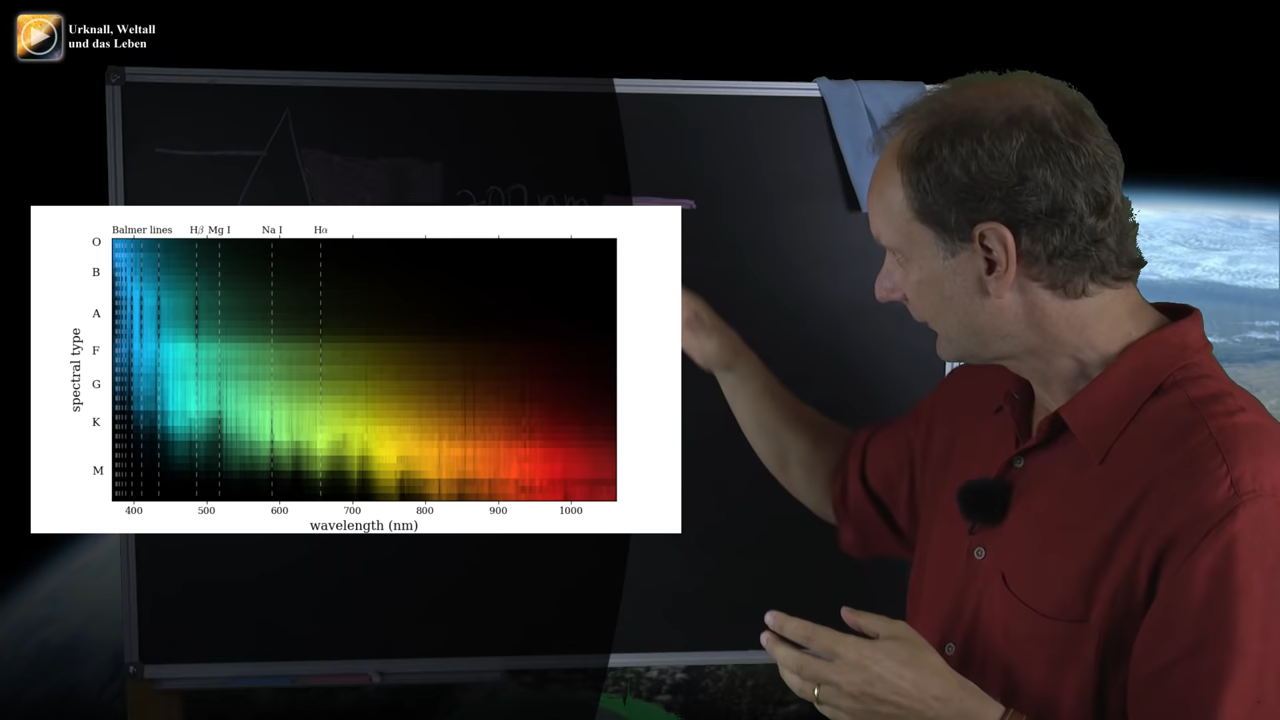 Urknall, Weltall
und das Leben
Balmer lines Hβ Mg I Na I Hα
O
B
A
F
G
K
M
spectral type
400 500 600 700 800 900 1000
wavelength (nm)